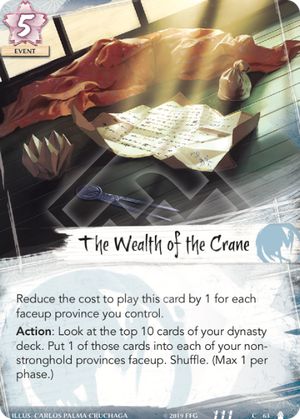 5
EVENT
The Wealth of the Crane
Reduce the cost to play this card by 1 for each
faceup province you control.
Action: Look at the top 10 cards of your dynasty
deck. Put 1 of those cards into each of your non-
stronghold provinces faceup. Shuffle. (Max 1 per
phase.)
ILLUS. CARLOS PALMA CRUCHAGA © 2019 FFG C 63